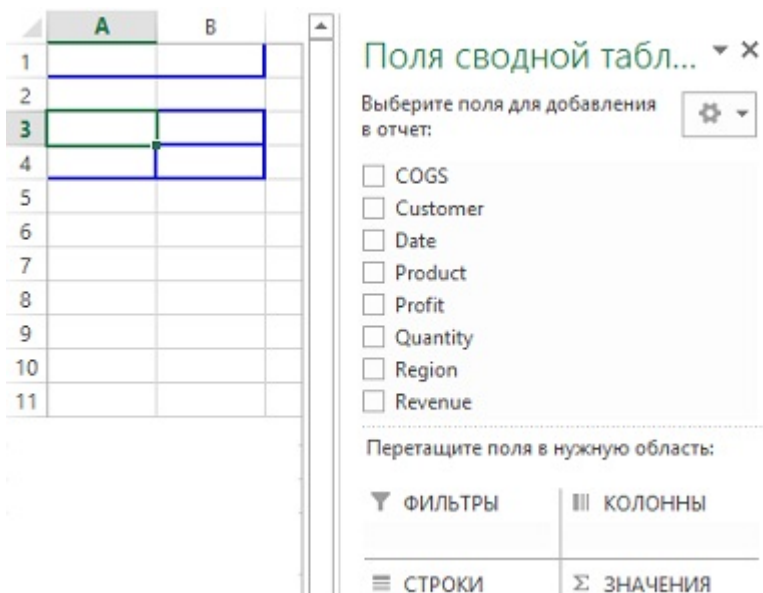 A B
1
2
3
4
5
6
7
8
9
10
11
Поля сводной табл...
Выберите поля для добавления
в отчет:
COGS
Customer
Date
Product
Profit
Quantity
Region
Revenue
Перетащите поля в нужную область:
ФИЛЬТРЫ
КОЛОННЫ
СТРОКИ
Σ ЗНАЧЕНИЯ